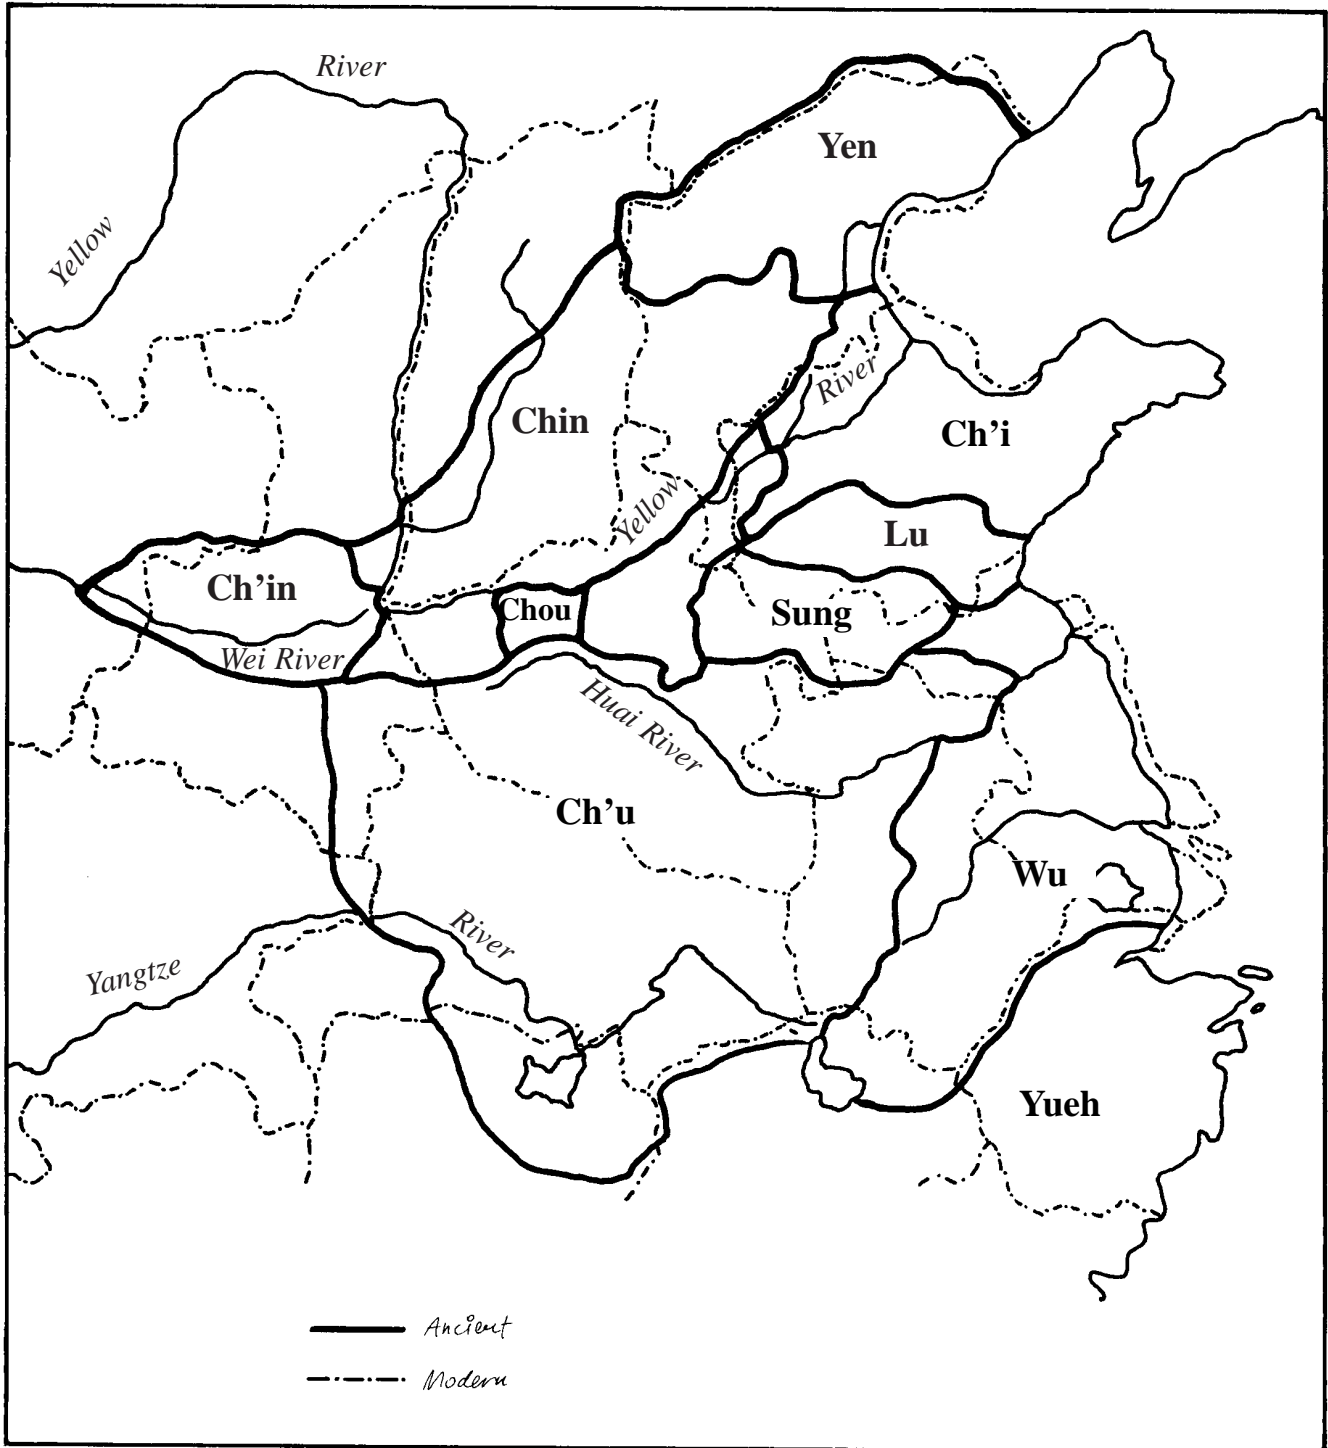 River
Yen
Yellow
River
Chin
Ch’i
Yellow
Lu
Ch’in
Chou
Sung
Wei River
Huai River
Ch’u
Wu
River
Yangtze
Yueh
Ancient
Modern